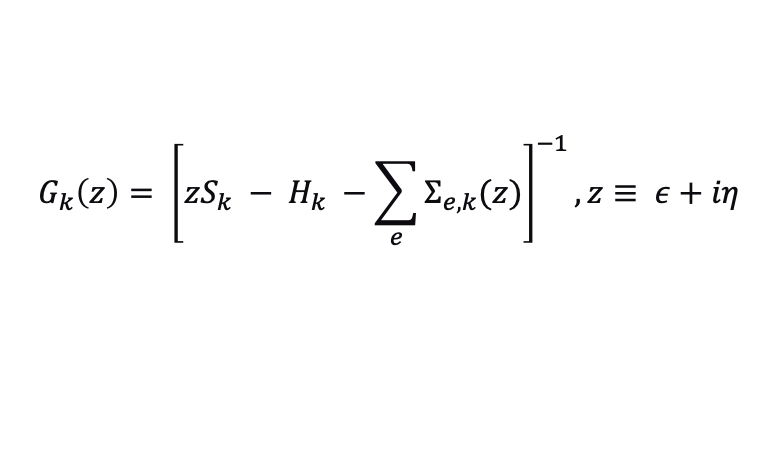 G_k(z) = [zS_k − H_k − ∑_e Σ_{e,k}(z)]^{−1}, z ≡ ϵ + iη